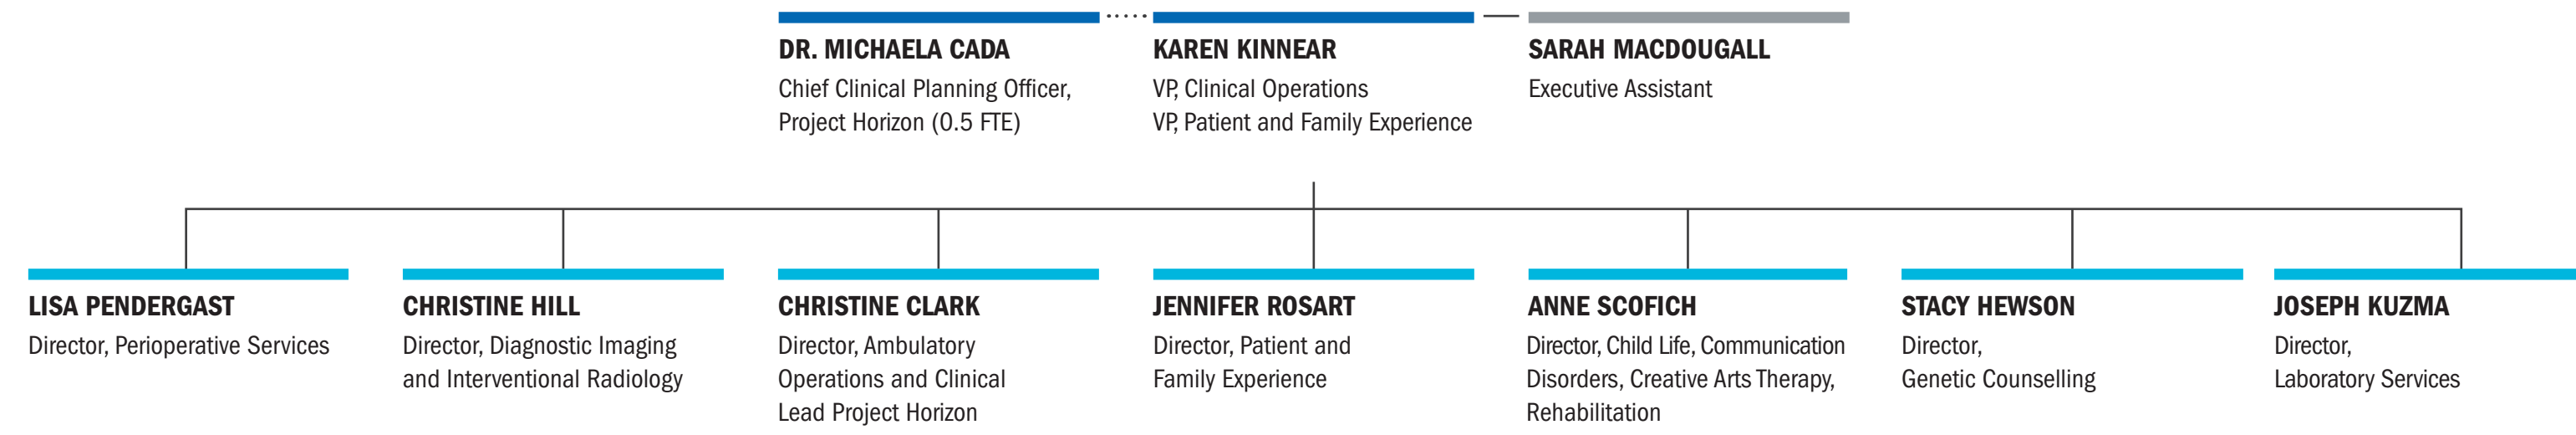 DR. MICHAELA CADA
Chief Clinical Planning Officer,
Project Horizon (0.5 FTE)
KAREN KINNEAR
VP, Clinical Operations
VP, Patient and Family Experience
SARAH MACDOUGALL
Executive Assistant
LISA PENDERGAST
Director, Perioperative Services
CHRISTINE HILL
Director, Diagnostic Imaging
and Interventional Radiology
CHRISTINE CLARK
Director, Ambulatory
Operations and Clinical
Lead Project Horizon
JENNIFER ROSART
Director, Patient and
Family Experience
ANNE SCOFICH
Director, Child Life, Communication
Disorders, Creative Arts Therapy,
Rehabilitation
STACY HEWSON
Director,
Genetic Counselling
JOSEPH KUZMA
Director,
Laboratory Services